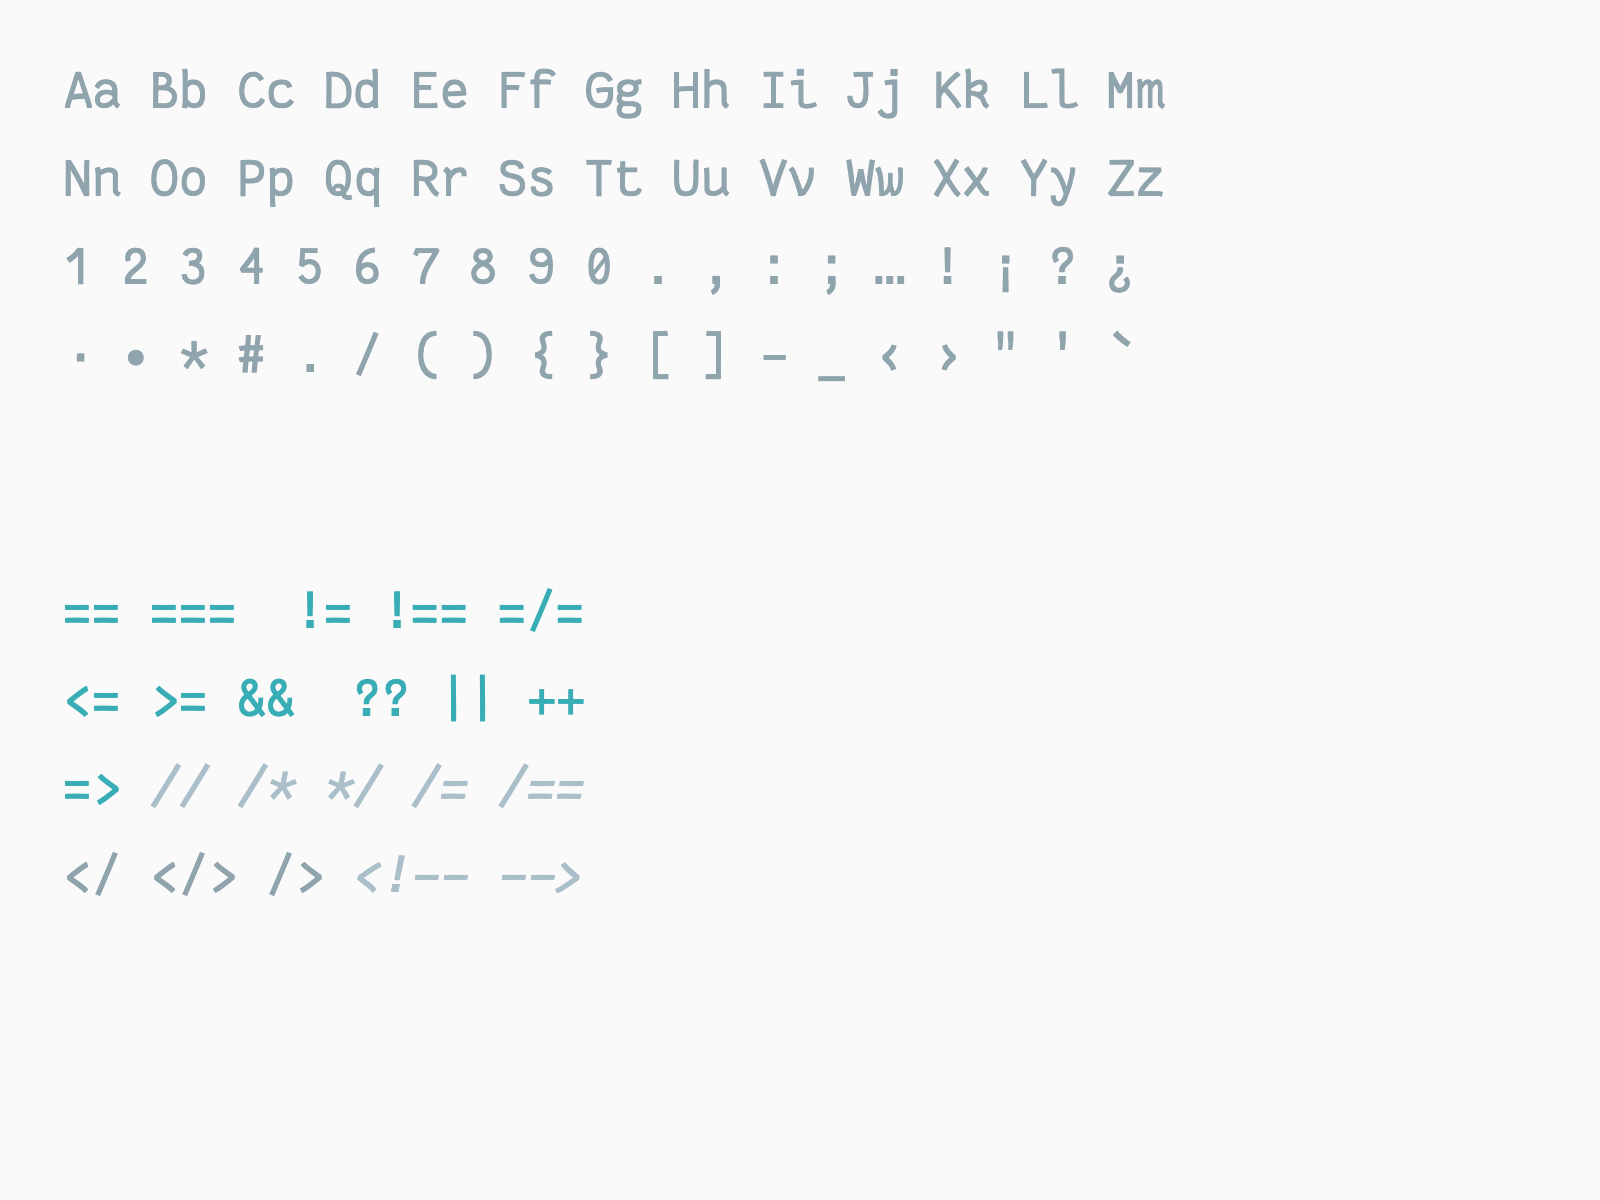 Aa Bb Cc Dd Ee Ff Gg Hh Ii Jj Kk Ll Mm
Nn Oo Pp Qq Rr Ss Tt Uu Vv Ww Xx Yy Zz
1 2 3 4 5 6 7 8 9 0 . , : ; … ! ¡ ? ¿
· • * # . / ( ) { } [ ] - _ ‹ › " ' `
== ===  != !== =/=
<= >= &&  ?? || ++
=> // /* */ /= /==
</ </> /> <!-- -->